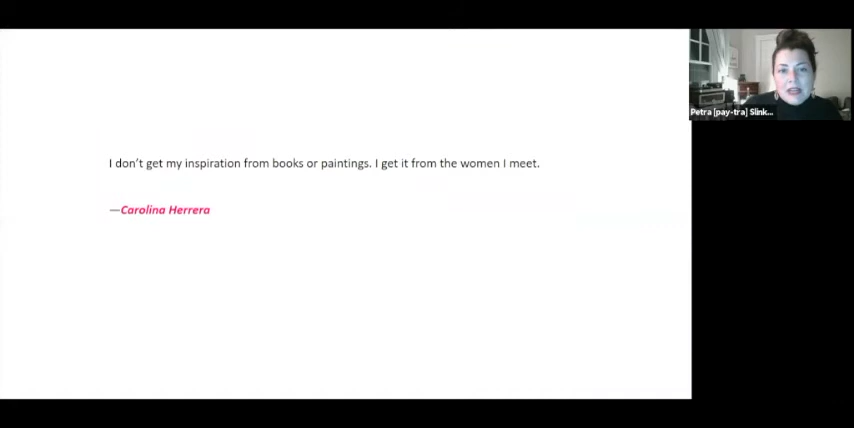 I don't get my inspiration from books or paintings. I get it from the women I meet.
—Carolina Herrera
Petra [pay-tra] Slink...